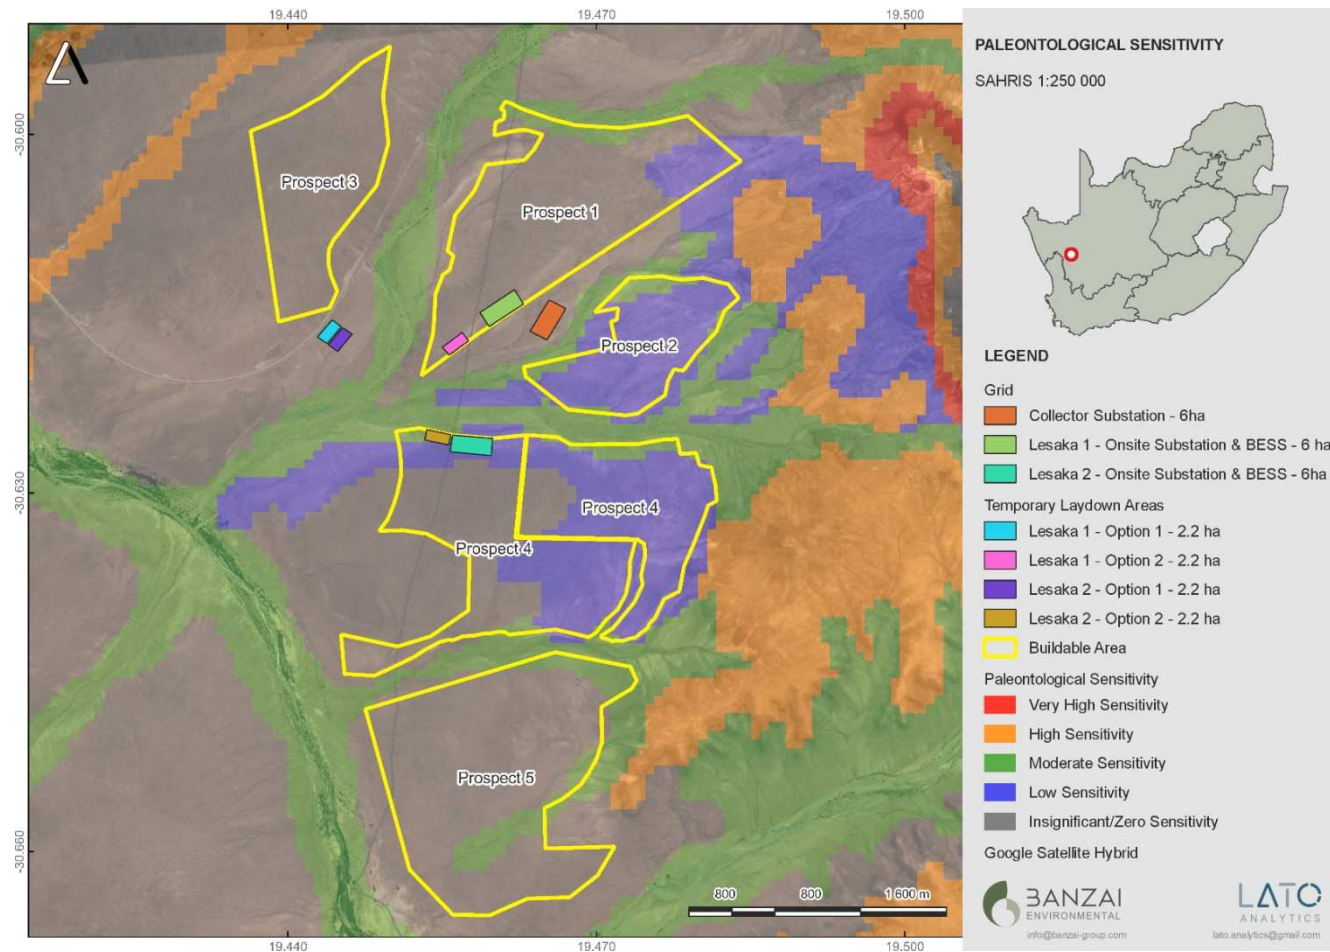 19.440
19.470
19.500
-30.600
-30.630
-30.660
Prospect 3
Prospect 1
Prospect 2
Prospect 4
Prospect 4
Prospect 5
800
800
1 600 m
19.440
19.470
19.500
PALEONTOLOGICAL SENSITIVITY
SAHRIS 1:250 000
LEGEND
Grid
Collector Substation - 6ha
Lesaka 1 - Onsite Substation & BESS - 6 ha
Lesaka 2 - Onsite Substation & BESS - 6ha
Temporary Laydown Areas
Lesaka 1 - Option 1 - 2.2 ha
Lesaka 1 - Option 2 - 2.2 ha
Lesaka 2 - Option 1 - 2.2 ha
Lesaka 2 - Option 2 - 2.2 ha
Buildable Area
Paleontological Sensitivity
Very High Sensitivity
High Sensitivity
Moderate Sensitivity
Low Sensitivity
Insignificant/Zero Sensitivity
Google Satellite Hybrid
BANZAI
ENVIRONMENTAL
info@banzai-group.com
LATO
ANALYTICS
lato.analytics@gmail.com